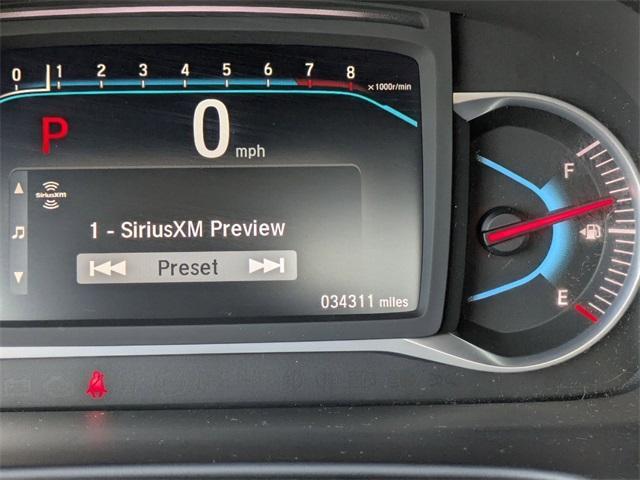 0 1 2 3 4 5 6 7 8 ×1000r/min
P 0 mph
SiriusXM
1 - SiriusXM Preview
Preset
034311 miles
F
E